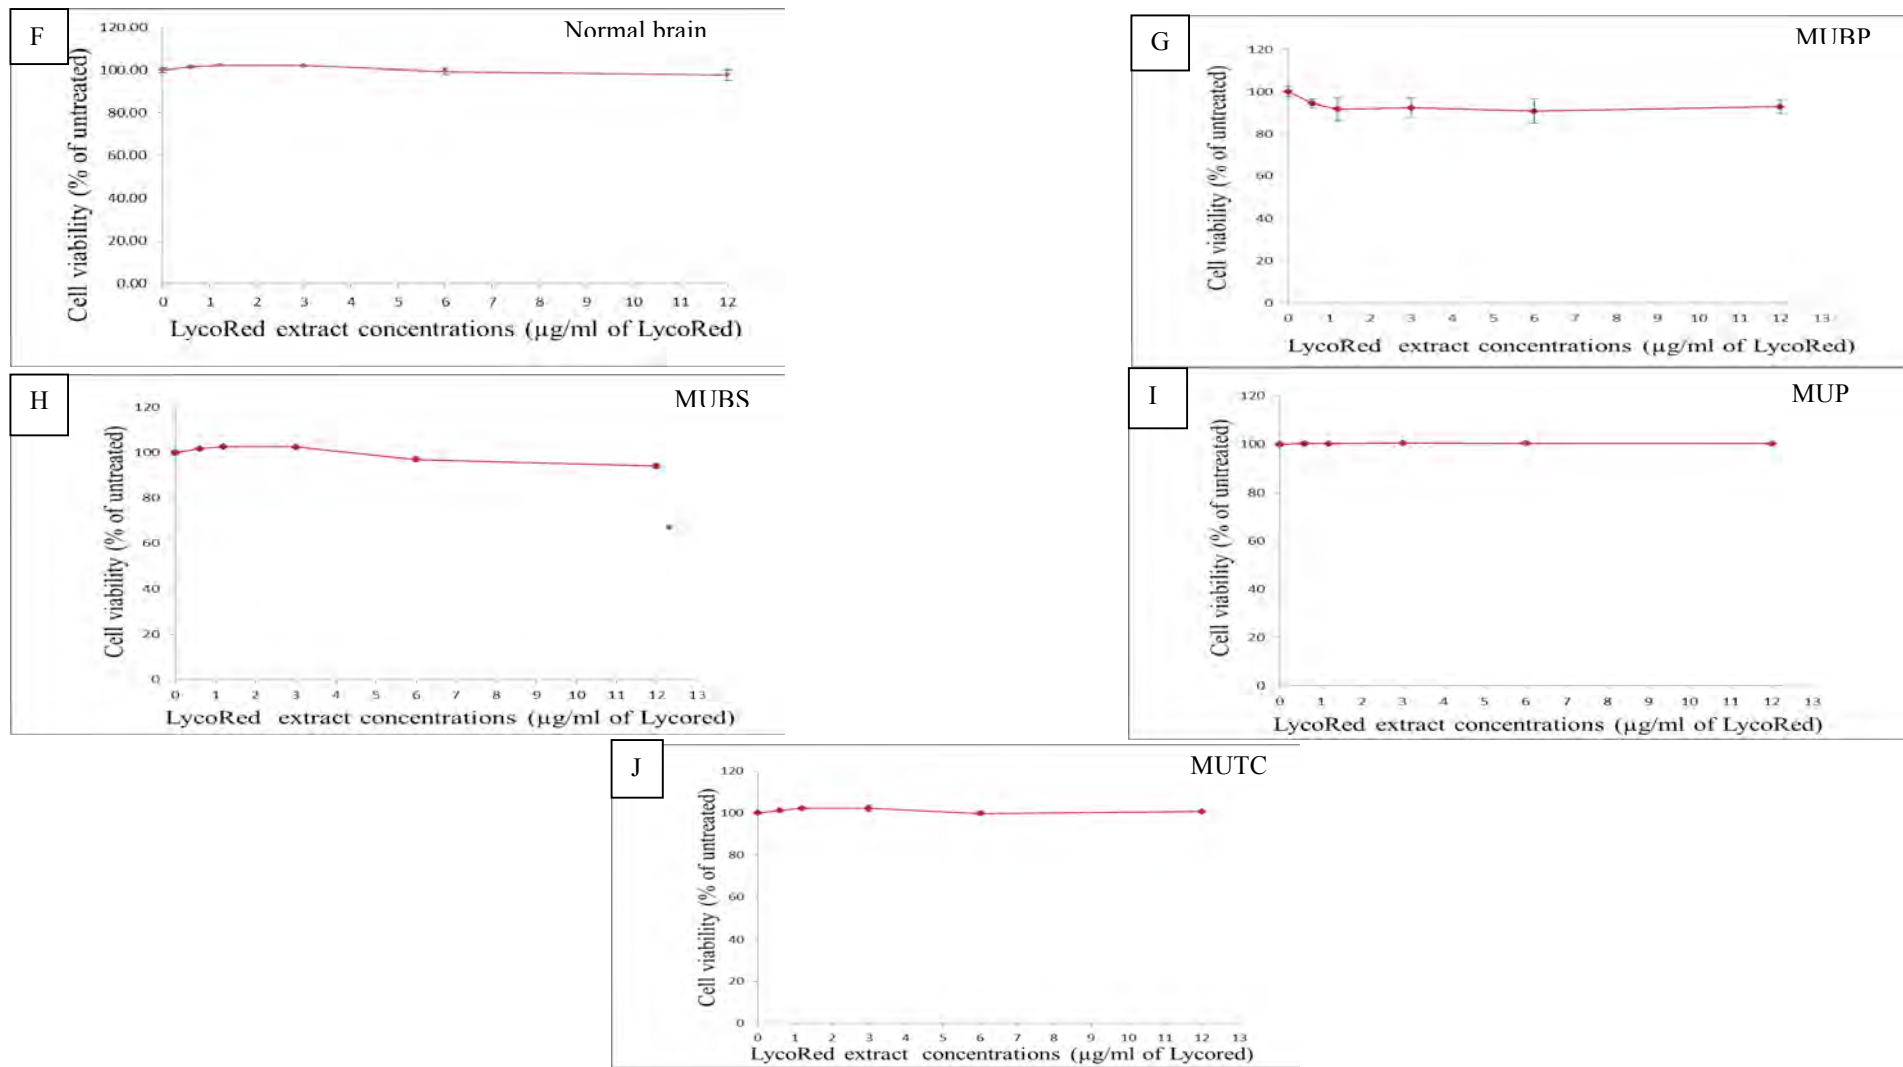 F
Normal brain
120.00
100.00
80.00
60.00
40.00
20.00
0.00
Cell viability (% of untreated)
0 1 2 3 4 5 6 7 8 9 10 11 12
LycoRed extract concentrations (µg/ml of LycoRed)
G
MUBP
120
100
80
60
40
20
0
Cell viability (% of untreated)
0 1 2 3 4 5 6 7 8 9 10 11 12 13
LycoRed extract concentrations (µg/ml of LycoRed)
H
MUBS
120
100
80
60
40
20
0
Cell viability (% of untreated)
0 1 2 3 4 5 6 7 8 9 10 11 12 13
LycoRed extract concentrations (µg/ml of Lycored)
*
I
MUP
120
100
80
60
40
20
0
Cell viability (% of untreated)
0 1 2 3 4 5 6 7 8 9 10 11 12 13
LycoRed extract concentrations (µg/ml of LycoRed)
J
MUTC
120
100
80
60
40
20
0
Cell viability (% of untreated)
0 1 2 3 4 5 6 7 8 9 10 11 12 13
LycoRed extract concentrations (µg/ml of Lycored)